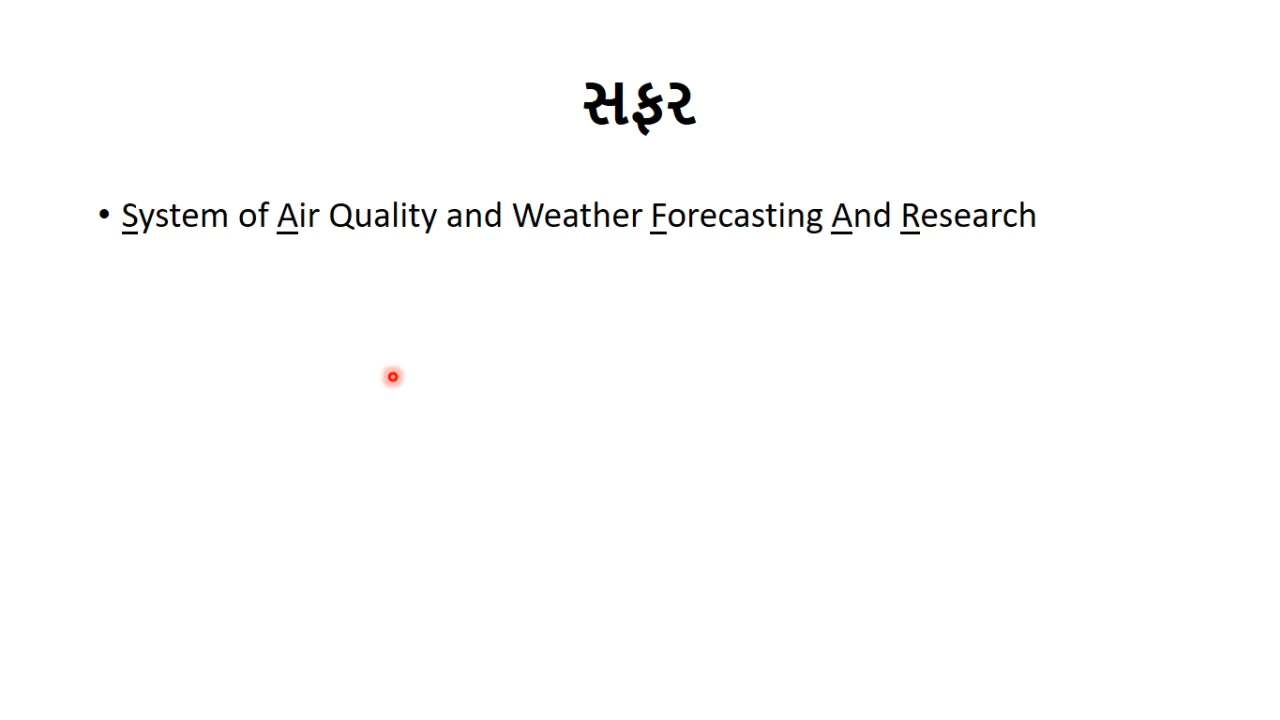 સફર
• System of Air Quality and Weather Forecasting And Research